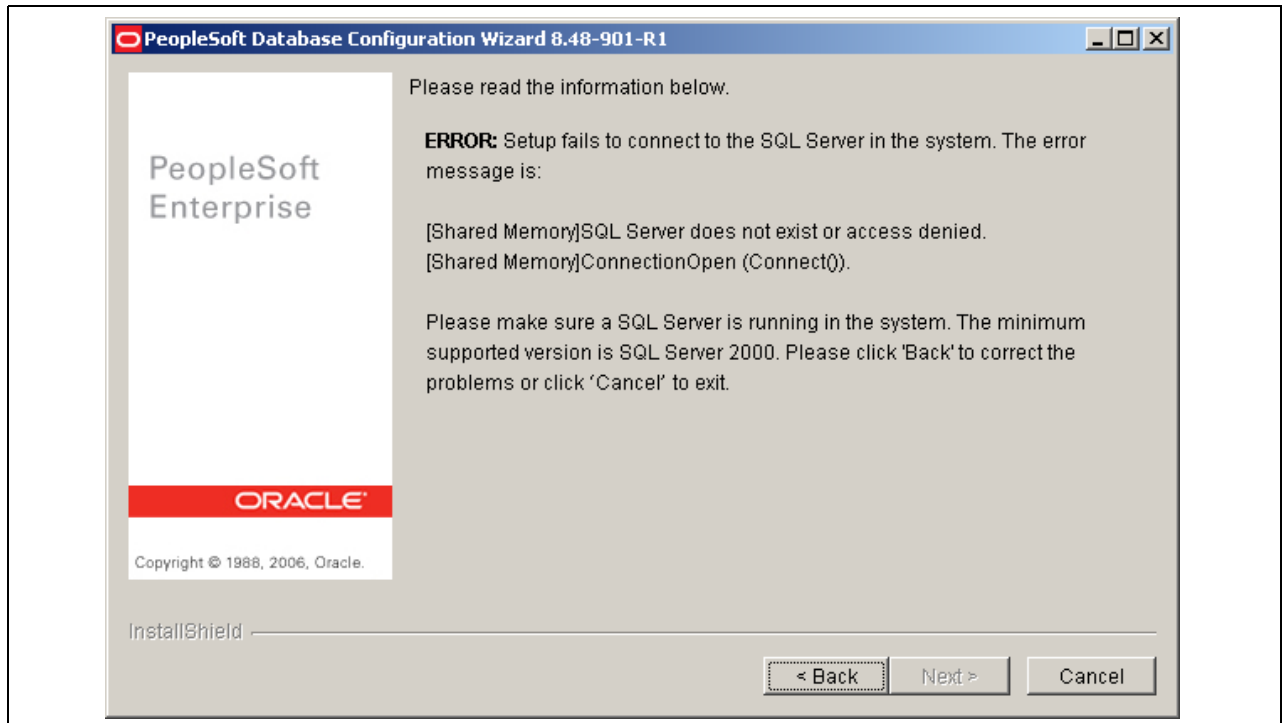 PeopleSoft Database Configuration Wizard 8.48-901-R1
Please read the information below.
ERROR: Setup fails to connect to the SQL Server in the system. The error
message is:
[Shared Memory]SQL Server does not exist or access denied.
[Shared Memory]ConnectionOpen (Connect()).
Please make sure a SQL Server is running in the system. The minimum
supported version is SQL Server 2000. Please click 'Back' to correct the
problems or click ‘Cancel’ to exit.
PeopleSoft
Enterprise
ORACLE
Copyright © 1988, 2006, Oracle.
InstallShield
< Back
Next >
Cancel